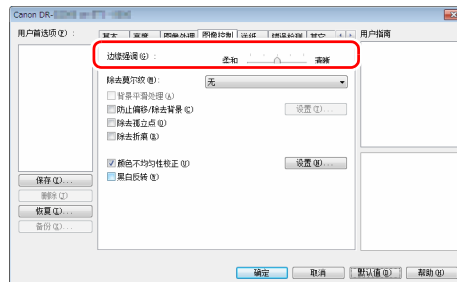 Canon DR-
用户首选项(P)：
基本 亮度 图像处理 图像控制 送纸 错误检测 其它
用户指南
边缘强调(G)：
柔和 清晰
除去莫尔纹(M)：
无
背景平滑处理(A)
防止偏移/除去背景(C)
设置(T)...
除去孤立点(O)
除去折痕(B)
颜色不均匀性校正(U)
设置(W)...
黑白反转(R)
保存(V)...
删除(J)
恢复(Z)...
备份(X)...
确定 取消 默认值(D) 帮助(H)